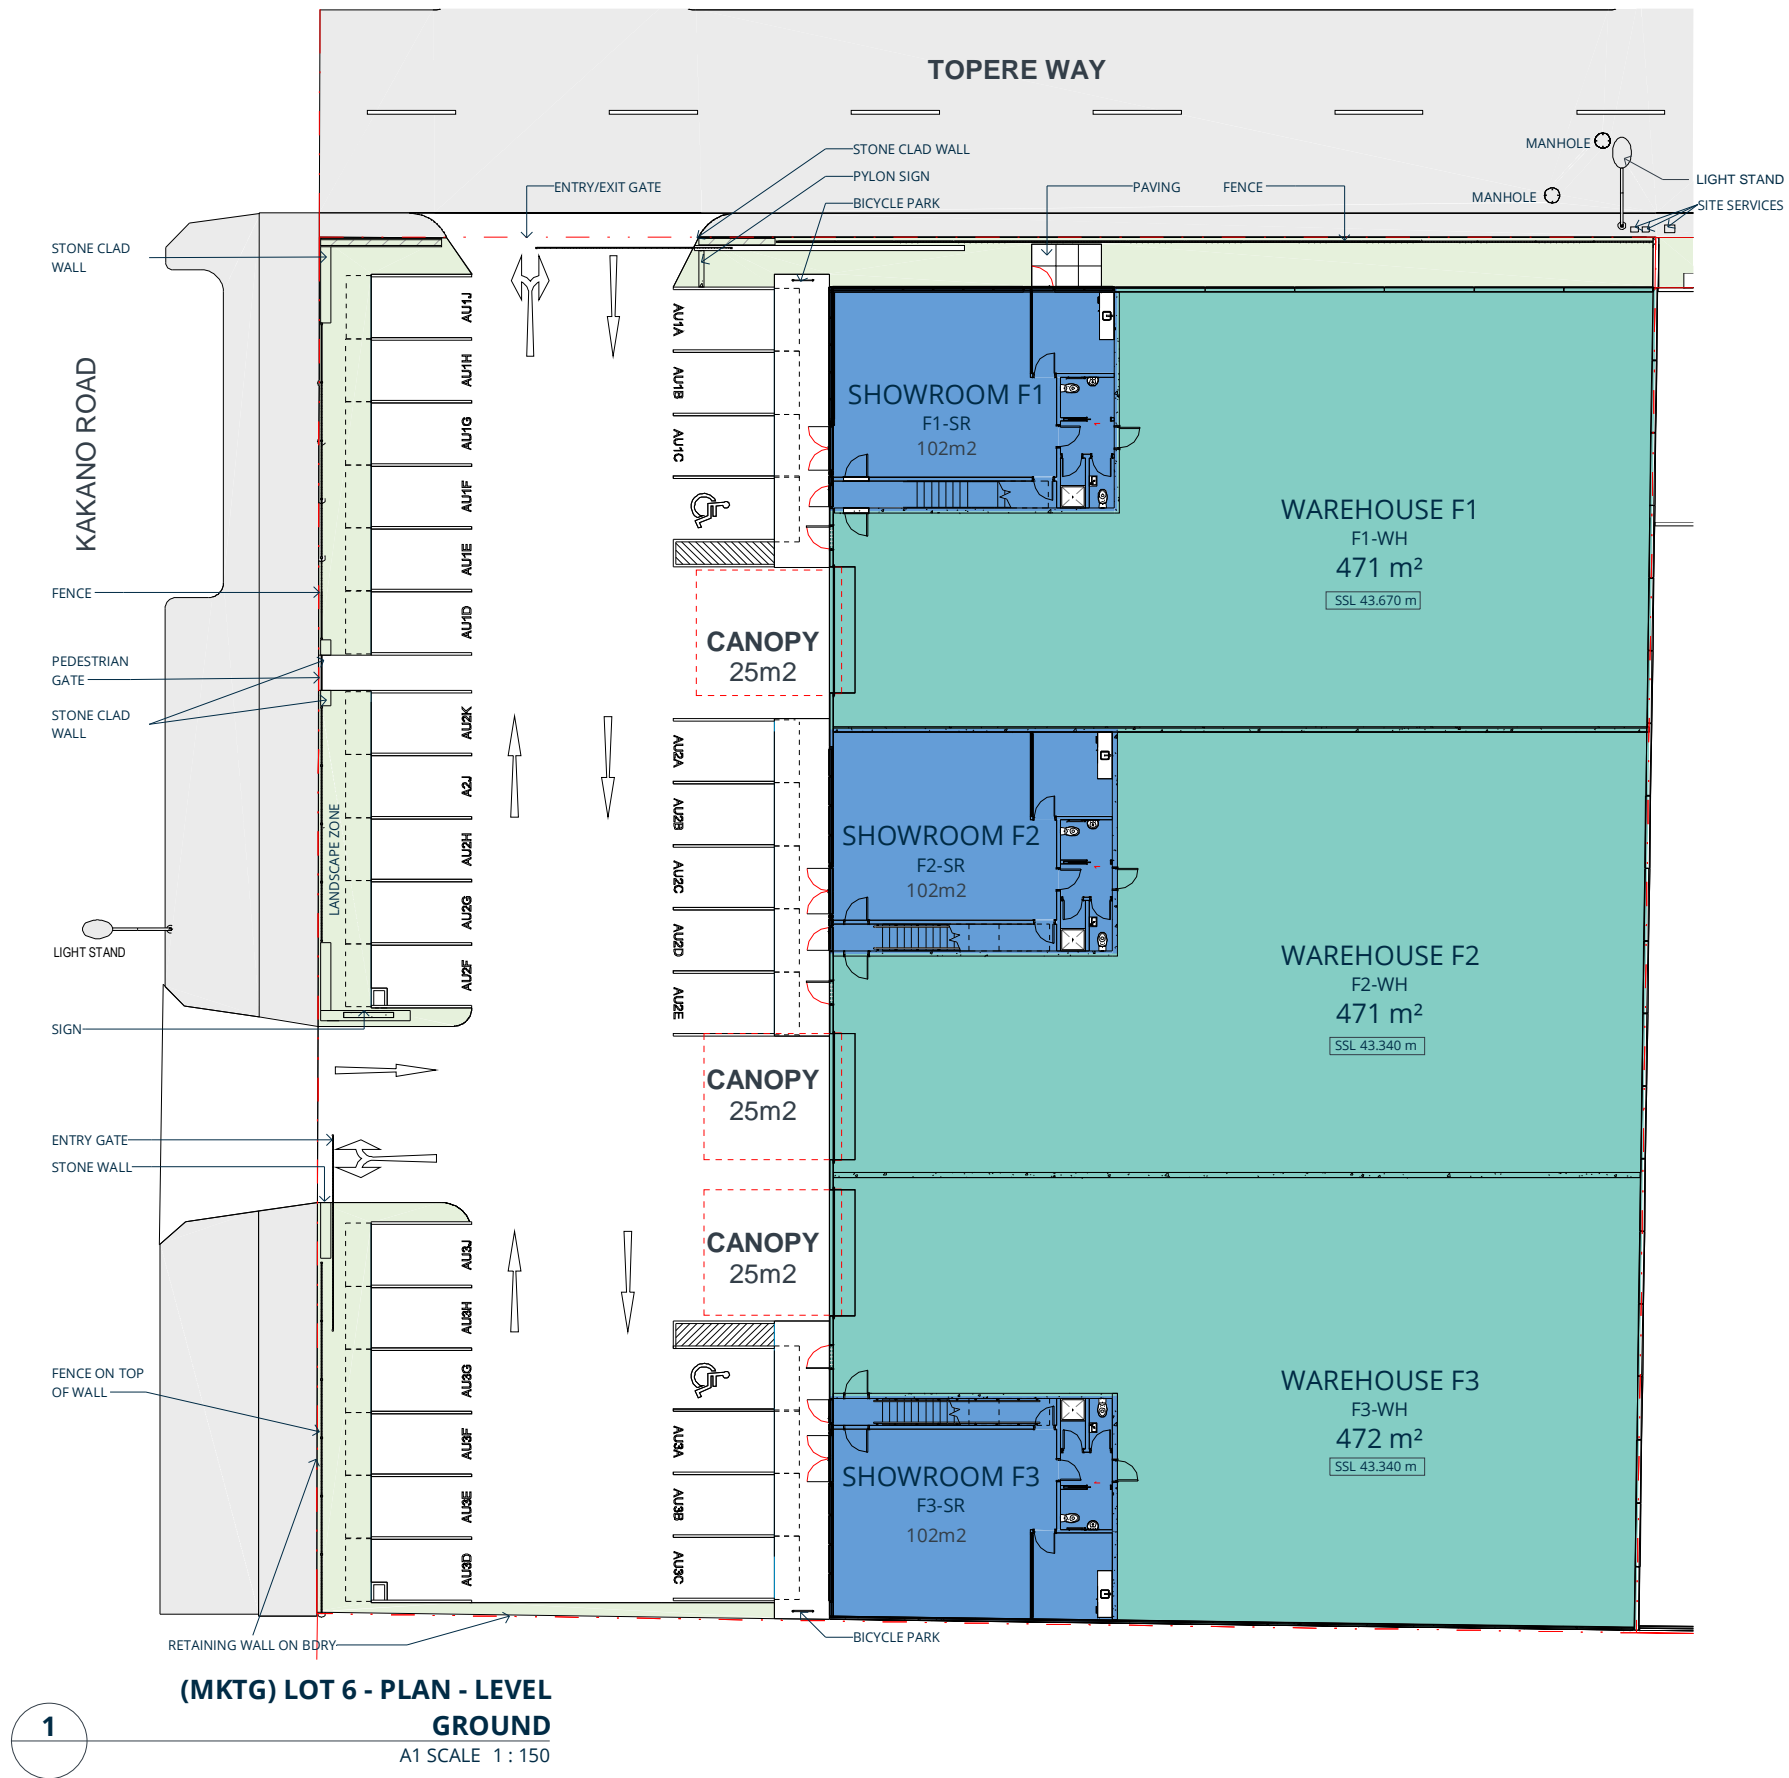 TOPERE WAY
MANHOLE
MANHOLE
LIGHT STAND
SITE SERVICES
STONE CLAD WALL
PYLON SIGN
BICYCLE PARK
ENTRY/EXIT GATE
PAVING
FENCE
STONE CLAD
WALL
KAKANO ROAD
FENCE
PEDESTRIAN
GATE
STONE CLAD
WALL
LANDSCAPE ZONE
LIGHT STAND
SIGN
ENTRY GATE
STONE WALL
FENCE ON TOP
OF WALL
RETAINING WALL ON BDRY
AU1J
AU1H
AU1G
AU1F
AU1E
AU1D
AU2K
A2J
AU2H
AU2G
AU2F
AU3J
AU3H
AU3G
AU3F
AU3E
AU3D
AU1A
AU1B
AU1C
CANOPY
25m2
AU2A
AU2B
AU2C
AU2D
AU2E
CANOPY
25m2
CANOPY
25m2
AU3A
AU3B
AU3C
BICYCLE PARK
SHOWROOM F1
F1-SR
102m2
WAREHOUSE F1
F1-WH
471 m²
SSL 43.670 m
SHOWROOM F2
F2-SR
102m2
WAREHOUSE F2
F2-WH
471 m²
SSL 43.340 m
WAREHOUSE F3
F3-WH
472 m²
SSL 43.340 m
SHOWROOM F3
F3-SR
102m2
(MKTG) LOT 6 - PLAN - LEVEL
GROUND
1
A1 SCALE 1 : 150